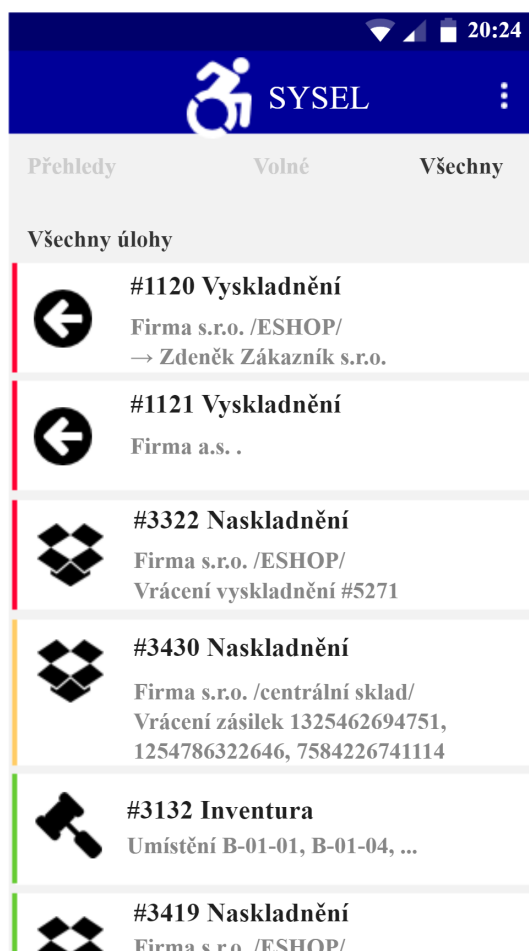 20:24
SYSEL
Přehledy Volné Všechny
Všechny úlohy
#1120 Vyskladnění
Firma s.r.o. /ESHOP/
→ Zdeněk Zákazník s.r.o.
#1121 Vyskladnění
Firma a.s. .
#3322 Naskladnění
Firma s.r.o. /ESHOP/
Vrácení vyskladnění #5271
#3430 Naskladnění
Firma s.r.o. /centrální sklad/
Vrácení zásilek 1325462694751,
1254786322646, 7584226741114
#3132 Inventura
Umístění B-01-01, B-01-04, ...
#3419 Naskladnění
Firma s.r.o. /ESHOP/